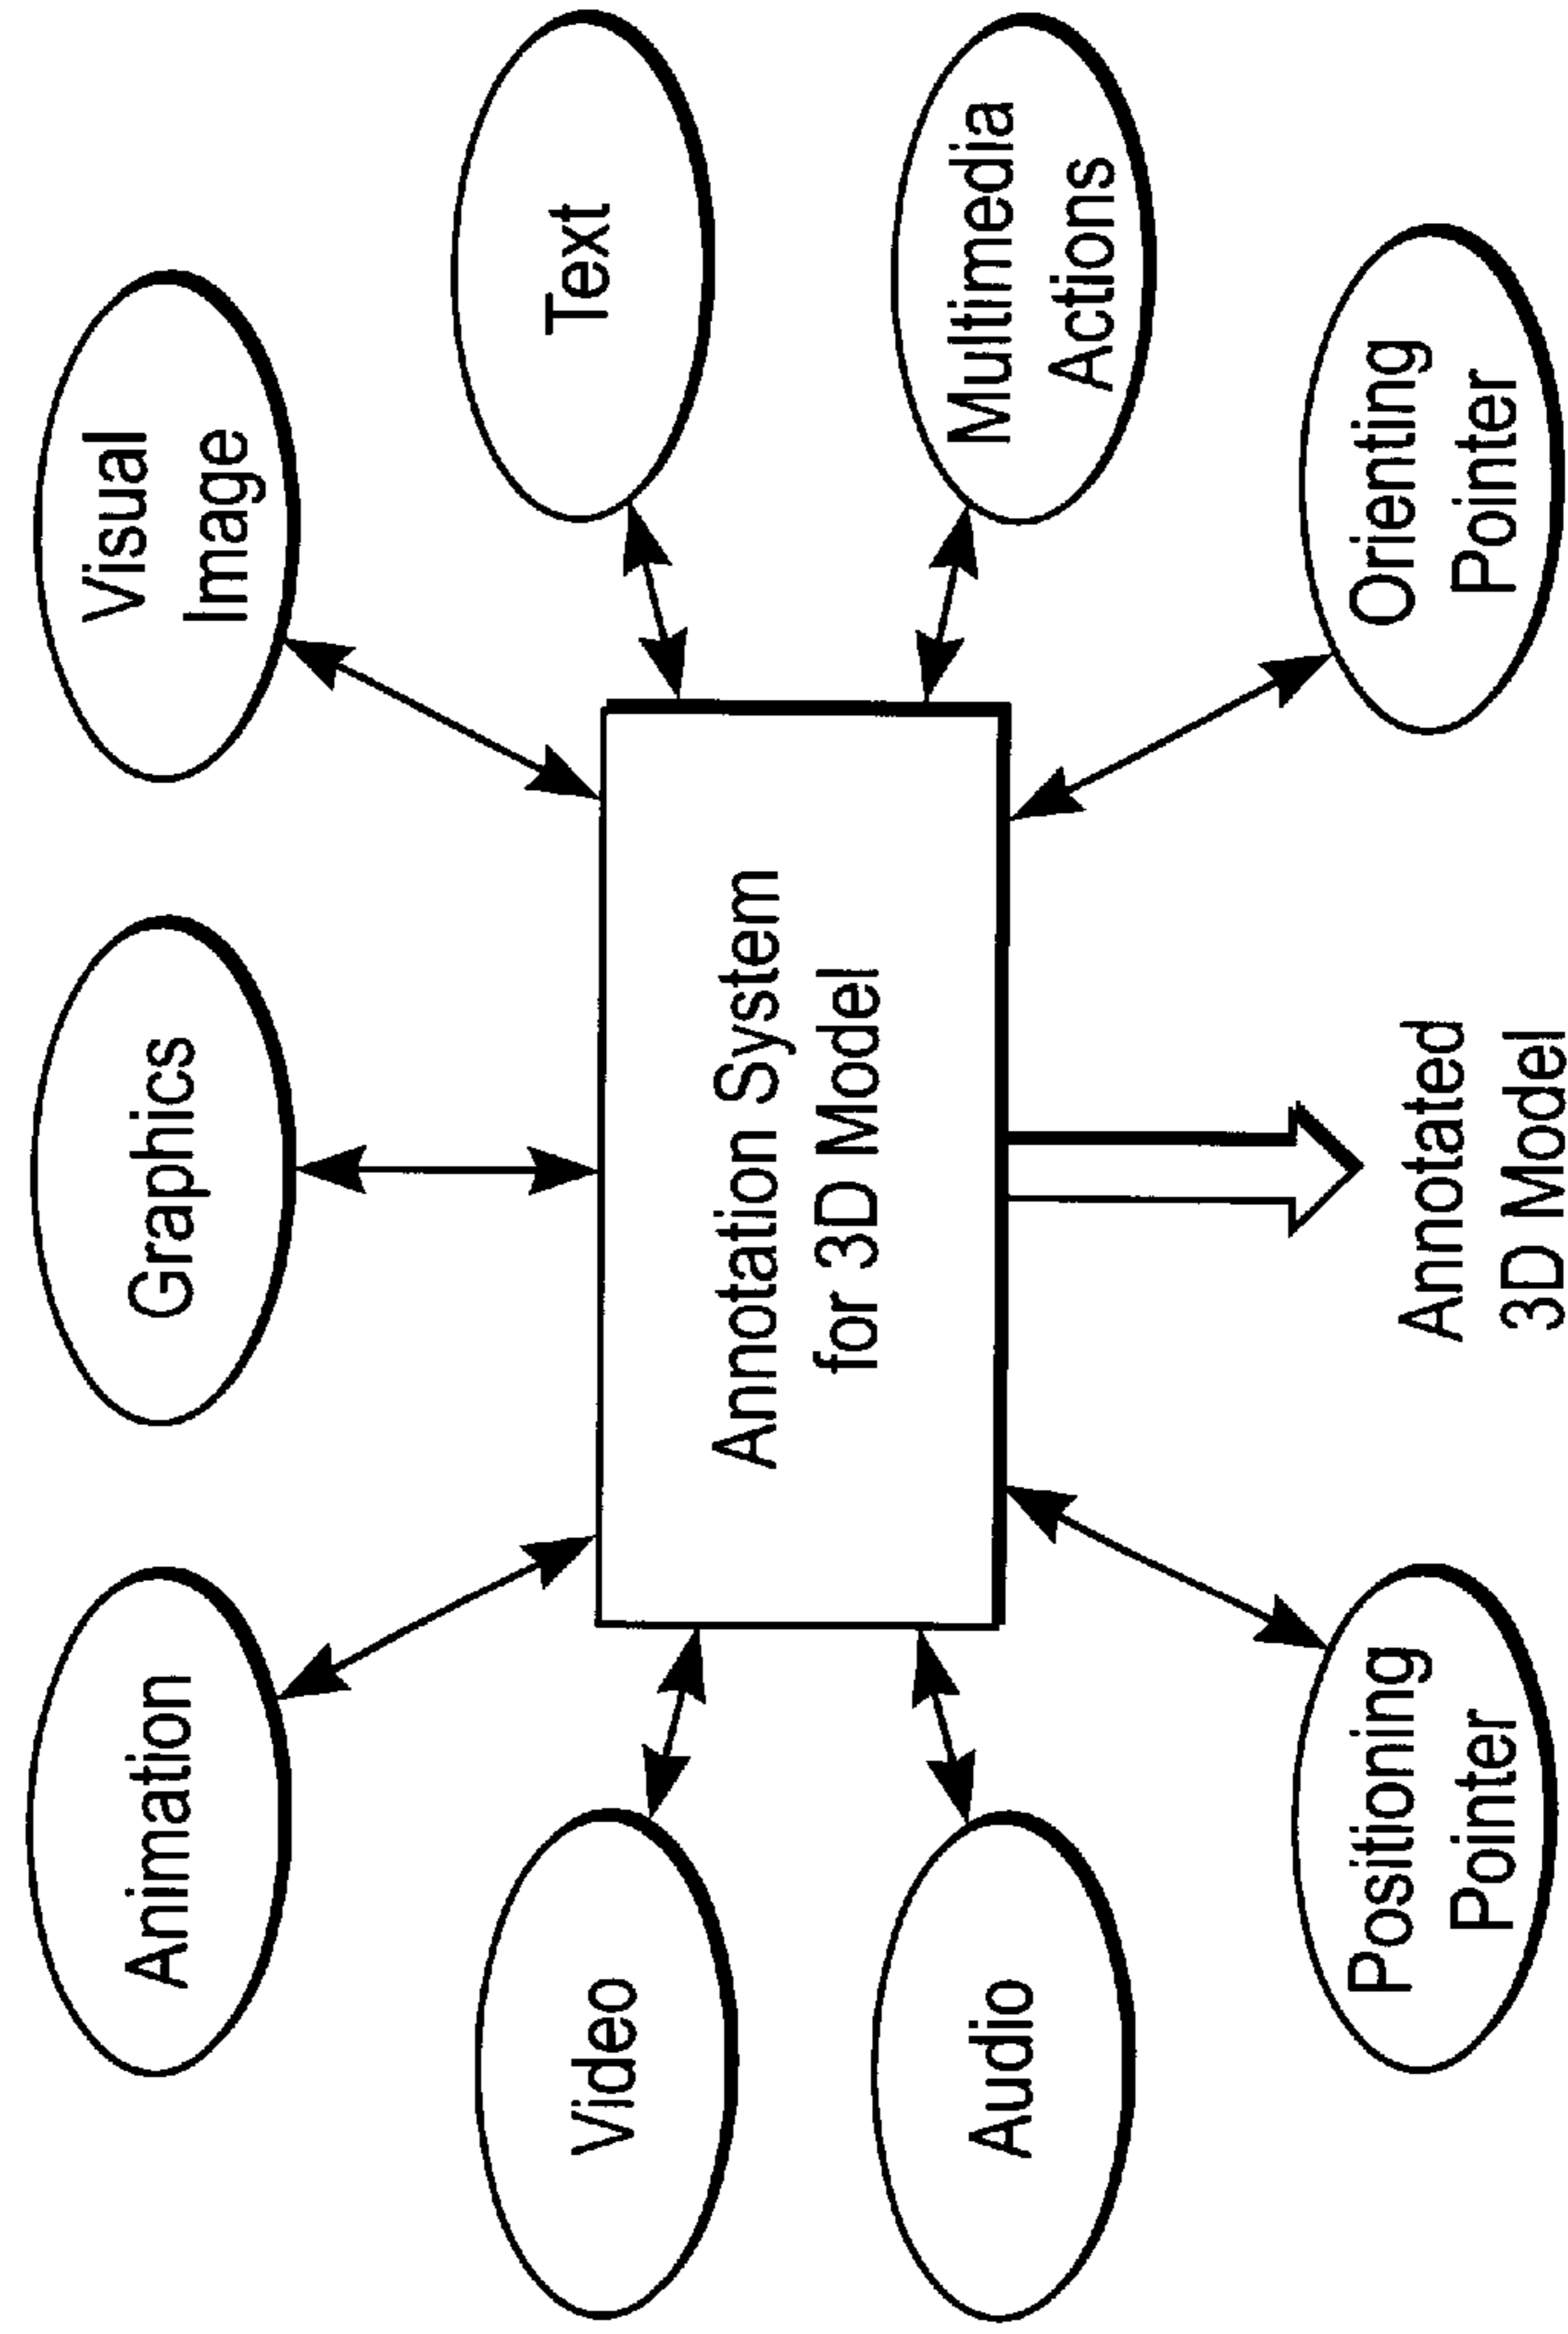 Animation
Graphics
Visual
Image
Video
Text
Annotation System
for 3D Model
Audio
Multimedia
Actions
Positioning
Pointer
Annotated
3D Model
Orienting
Pointer